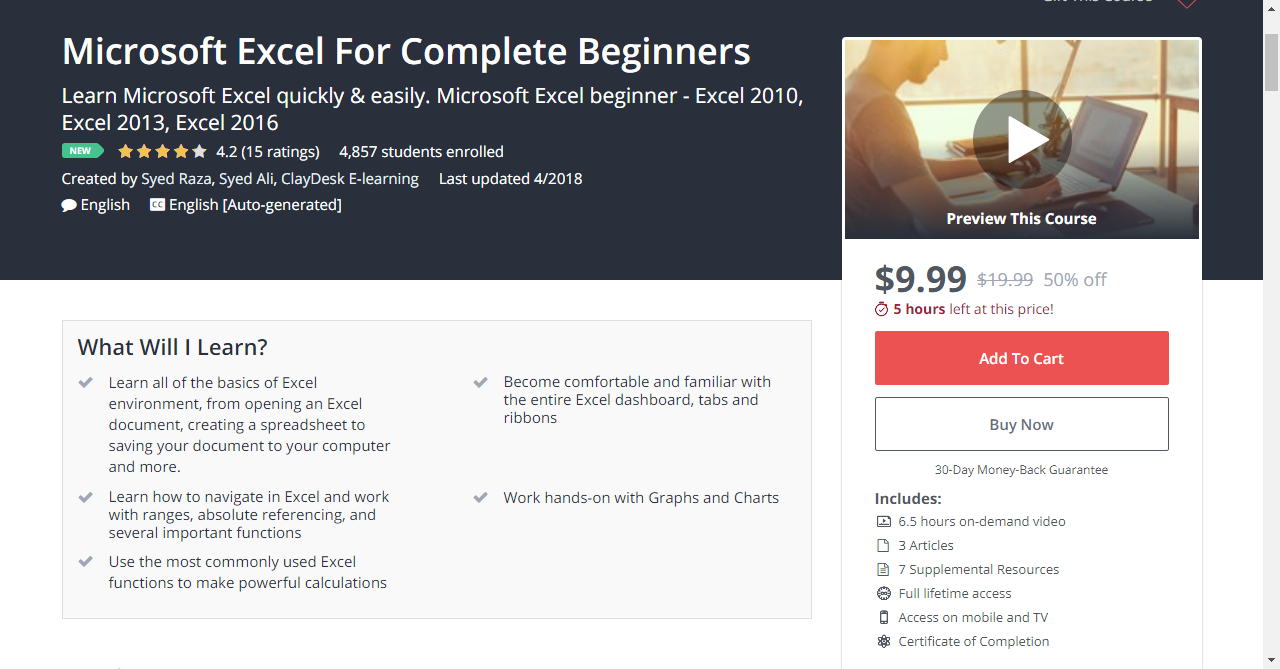 Gift This Course
Microsoft Excel For Complete Beginners
Learn Microsoft Excel quickly & easily. Microsoft Excel beginner - Excel 2010,
Excel 2013, Excel 2016
NEW 4.2 (15 ratings) 4,857 students enrolled
Created by Syed Raza, Syed Ali, ClayDesk E-learning Last updated 4/2018
English CC English [Auto-generated]
Preview This Course
$9.99 $19.99 50% off
5 hours left at this price!
Add To Cart
Buy Now
30-Day Money-Back Guarantee
Includes:
6.5 hours on-demand video
3 Articles
7 Supplemental Resources
Full lifetime access
Access on mobile and TV
Certificate of Completion
What Will I Learn?
Learn all of the basics of Excel
environment, from opening an Excel
document, creating a spreadsheet to
saving your document to your computer
and more.
Become comfortable and familiar with
the entire Excel dashboard, tabs and
ribbons
Learn how to navigate in Excel and work
with ranges, absolute referencing, and
several important functions
Work hands-on with Graphs and Charts
Use the most commonly used Excel
functions to make powerful calculations